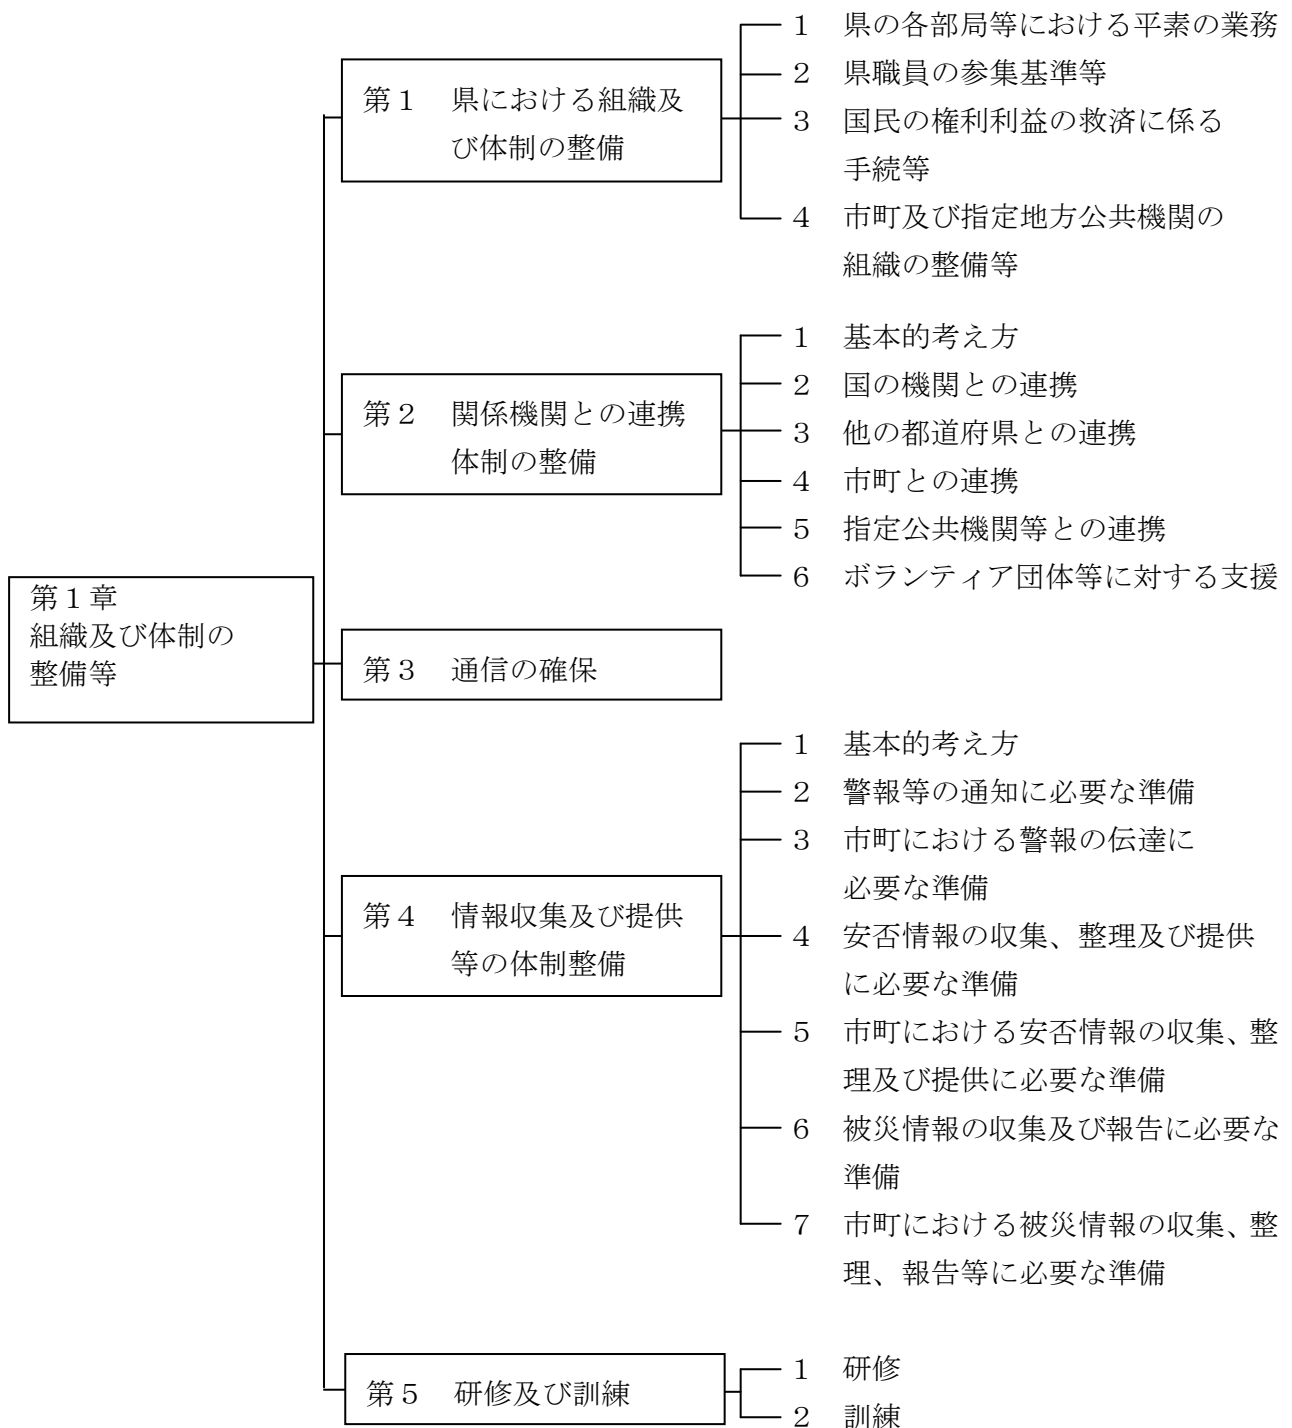 第１章
組織及び体制の
整備等
第１　県における組織及
び体制の整備
１　県の各部局等における平素の業務
２　県職員の参集基準等
３　国民の権利利益の救済に係る
手続等
４　市町及び指定地方公共機関の
組織の整備等
第２　関係機関との連携
体制の整備
１　基本的考え方
２　国の機関との連携
３　他の都道府県との連携
４　市町との連携
５　指定公共機関等との連携
６　ボランティア団体等に対する支援
第３　通信の確保
第４　情報収集及び提供
等の体制整備
１　基本的考え方
２　警報等の通知に必要な準備
３　市町における警報の伝達に
必要な準備
４　安否情報の収集、整理及び提供
に必要な準備
５　市町における安否情報の収集、整
理及び提供に必要な準備
６　被災情報の収集及び報告に必要な
準備
７　市町における被災情報の収集、整
理、報告等に必要な準備
第５　研修及び訓練
１　研修
２　訓練